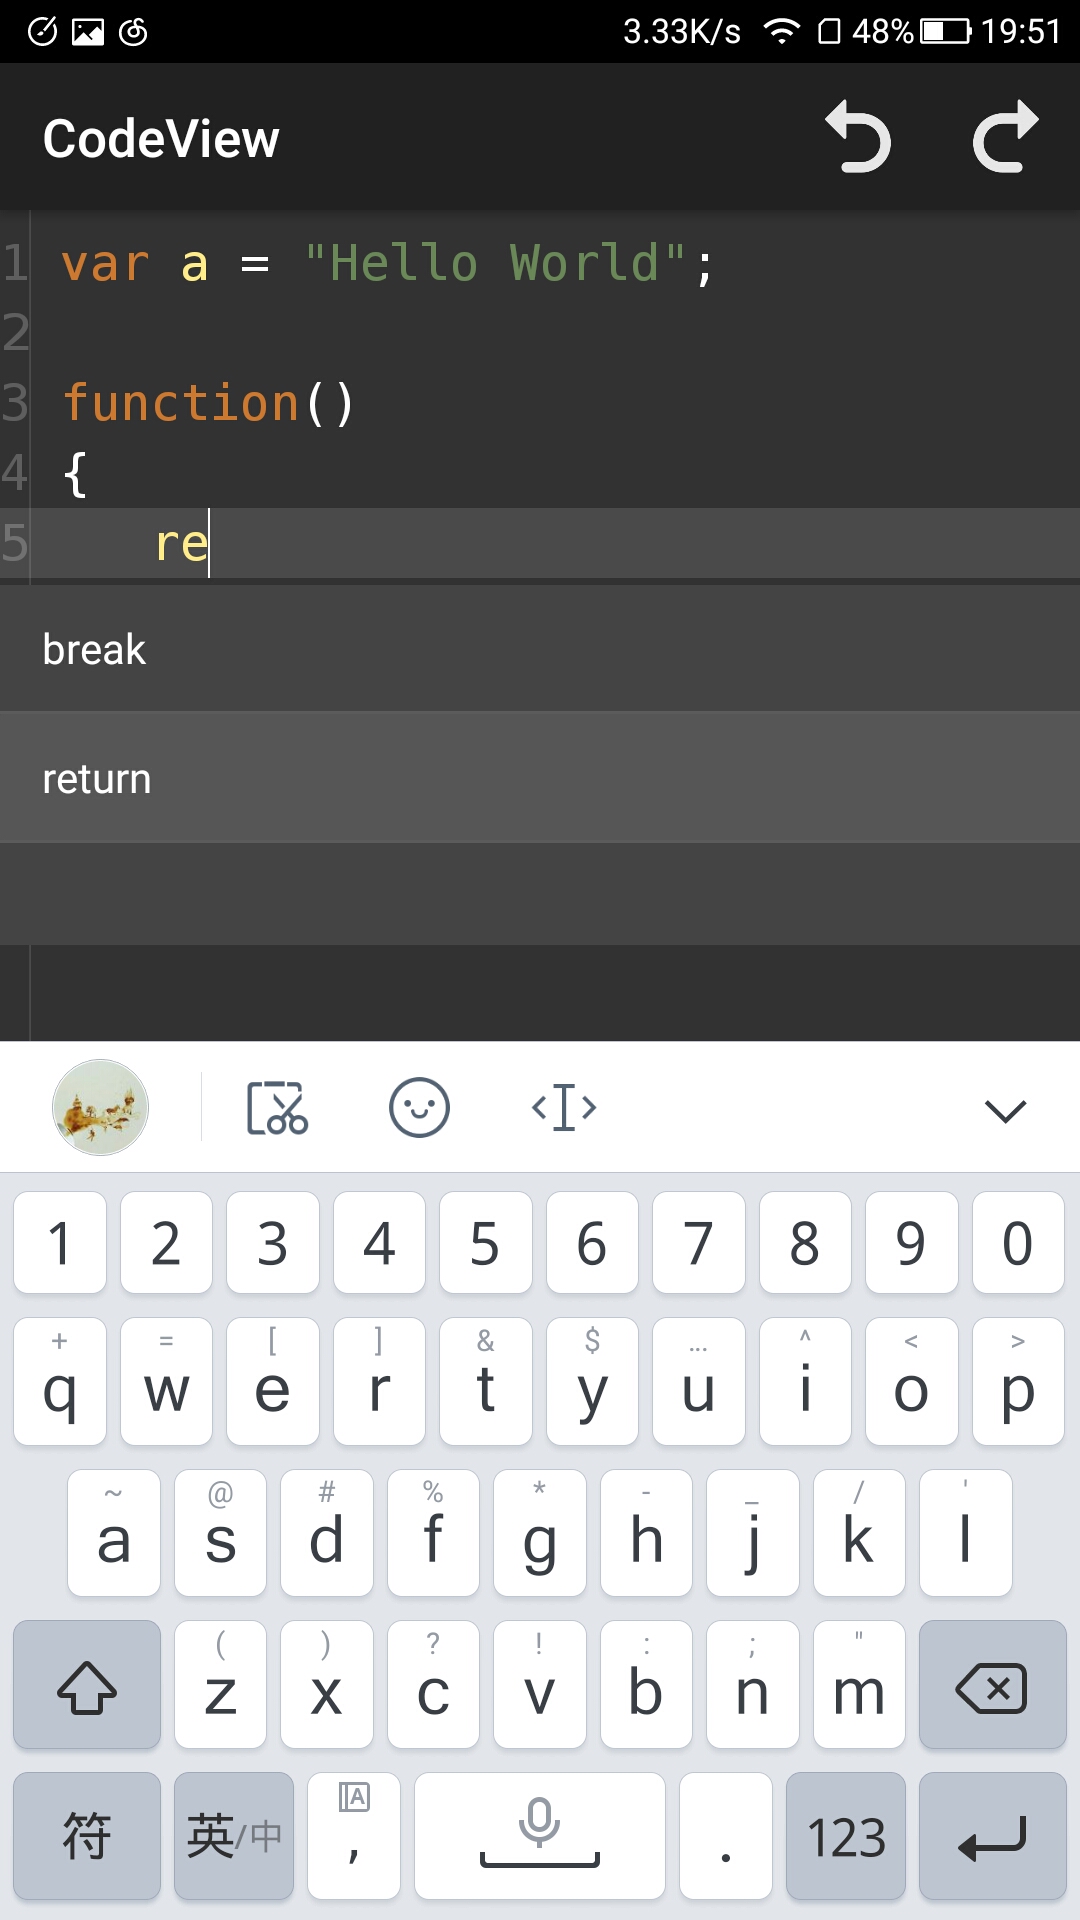 3.33K/s 48% 19:51
CodeView
1 var a = "Hello World";
2
3 function()
4 {
5 re
break
return
1 2 3 4 5 6 7 8 9 0
+ = [ ] & $ ... ^ < >
q w e r t y u i o p
~ @ # % * - _ / '
a s d f g h j k l
( ) ? ! : ; "
z x c v b n m
A
符 英/中 , . 123